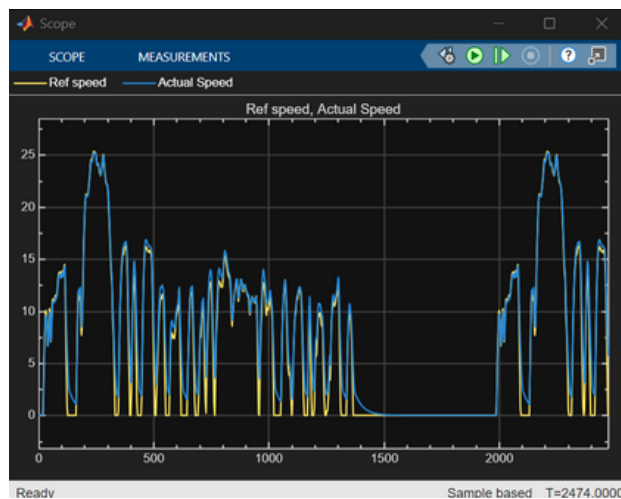 Scope
SCOPE MEASUREMENTS
?
Ref speed Actual Speed
Ref speed, Actual Speed
25
20
15
10
5
0
0 500 1000 1500 2000
Ready Sample based T=2474.0000